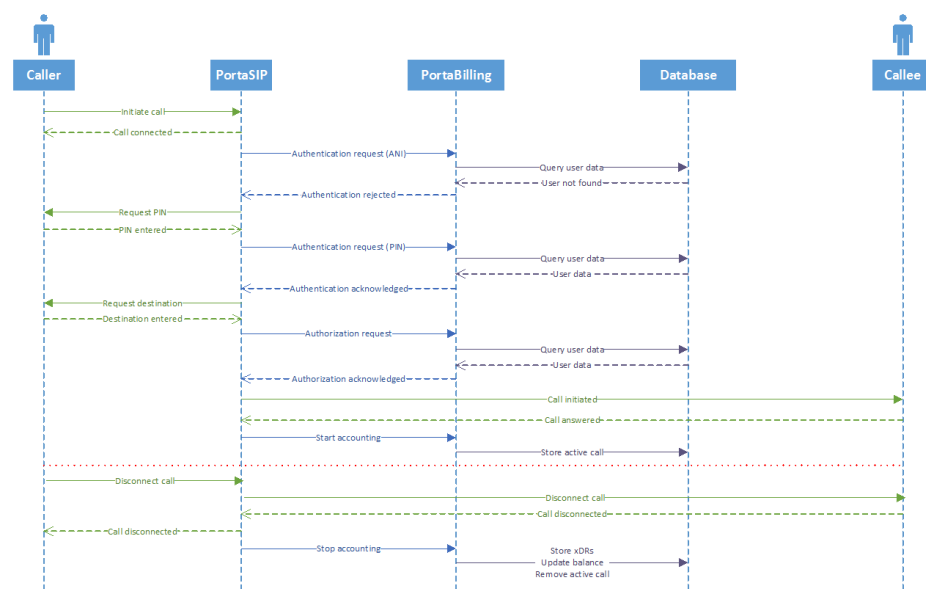 Caller
PortaSIP
PortaBilling
Database
Callee
Initiate call
Call connected
Authentication request (ANI)
Query user data
User not found
Authentication rejected
Request PIN
PIN entered
Authentication request (PIN)
Query user data
User data
Authentication acknowledged
Request destination
Destination entered
Authorization request
Query user data
User data
Authorization acknowledged
Call initiated
Call answered
Start accounting
Store active call
Disconnect call
Disconnect call
Call disconnected
Call disconnected
Stop accounting
Store xDRs
Update balance
Remove active call